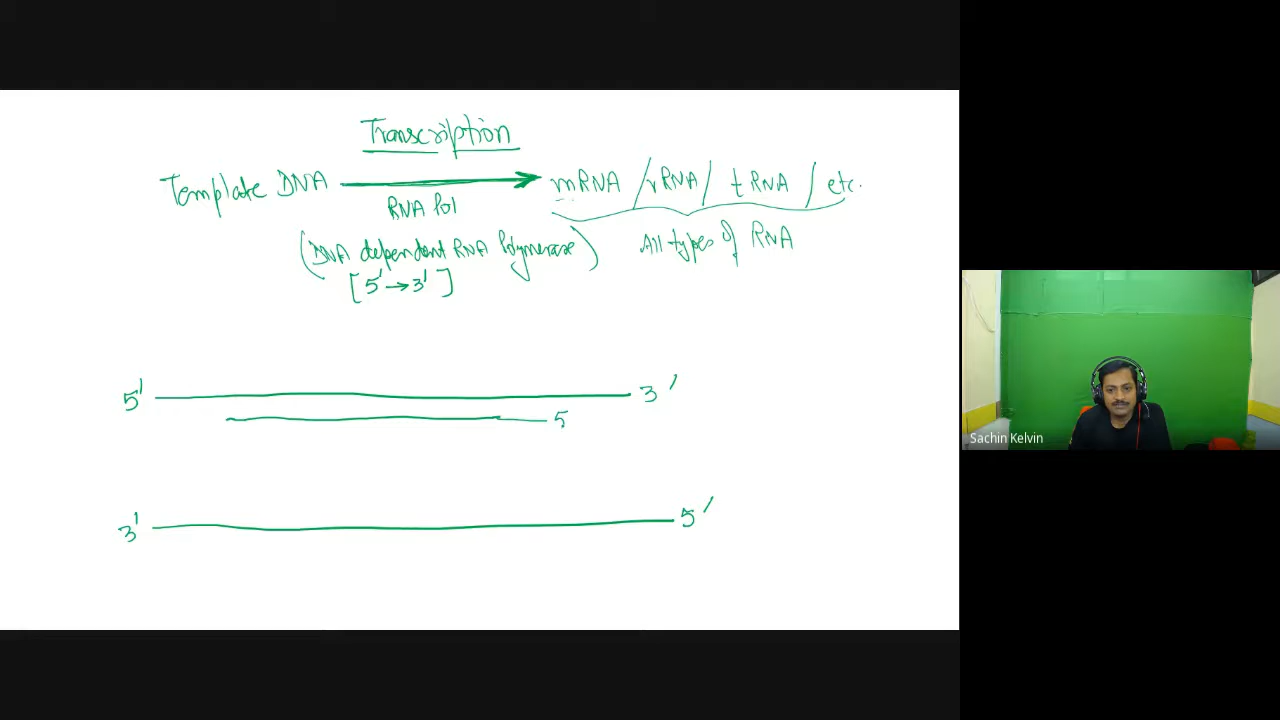 Transcription
Template DNA mRNA / rRNA / tRNA / etc.
RNA Pol
(DNA dependent RNA Polymerase) All types of RNA
[5' → 3']
5' 3'
5
3' 5'
Sachin Kelvin